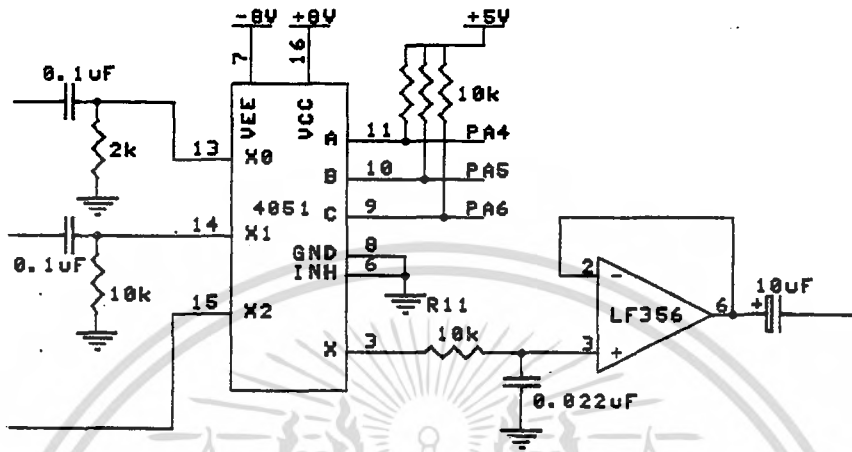 -8V +8V +5V
7 16
0.1uF
VEE VCC
10k
2k
13 X0 A 11 PA4
B 10 PA5
4051 C 9 PA6
14 X1
0.1uF
GND 8
INH 6
10k
15 X2
R11
10k
X 3
2 -
LF356 6 + 10uF
3 +
0.022uF